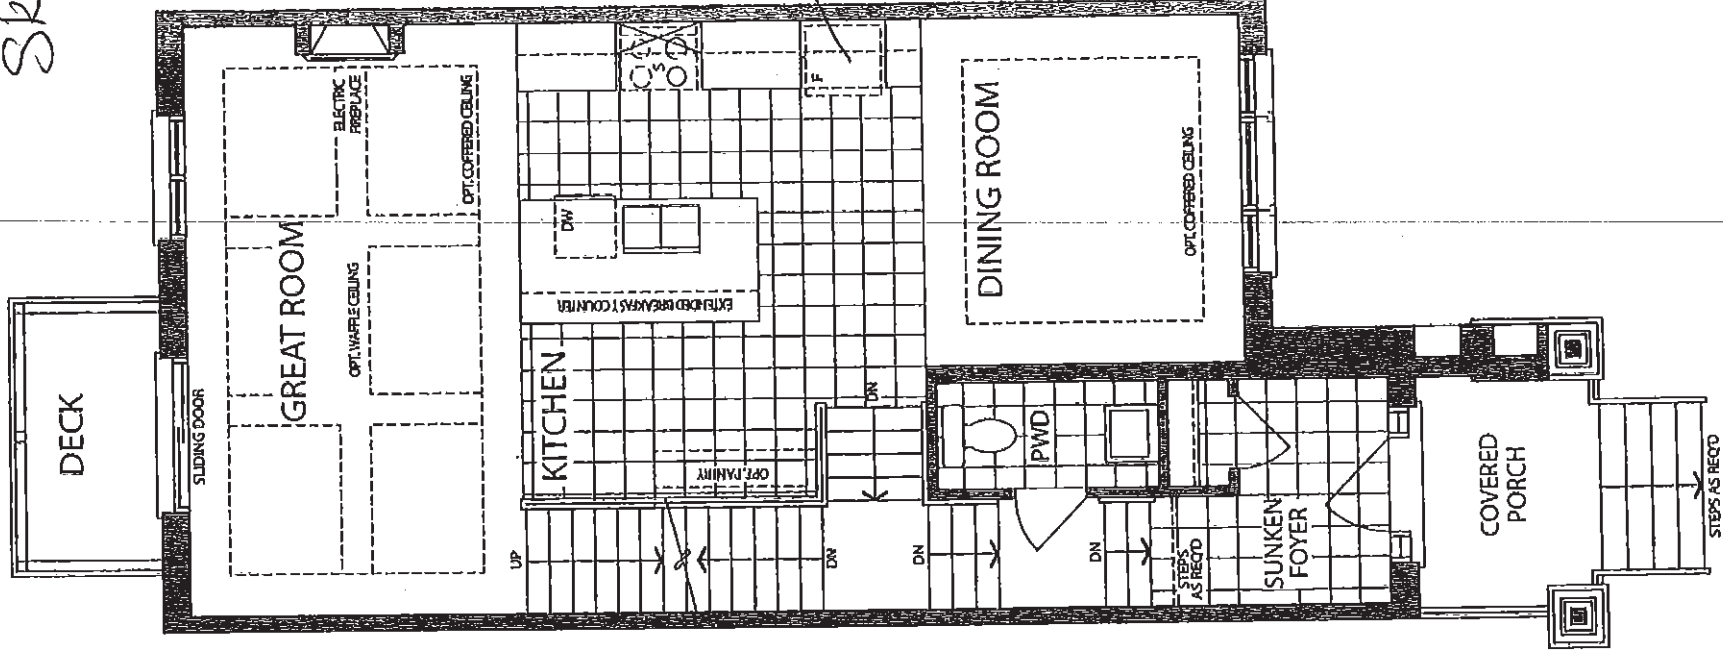 DECK
SLIDING DOOR
GREAT ROOM
OPT. WAFFLE CEILING
ELECTRIC
FIREPLACE
OPT. COFFERED CEILING
KITCHEN
EXTENDED BREAKFAST COUNTER
DW
S
F
OPT. PANTRY
UP
DN
DN
DN
DN
DINING ROOM
OPT. COFFERED CEILING
PWD
STEPS
AS REQ'D
SUNKEN
FOYER
COVERED
PORCH
STEPS AS REQ'D